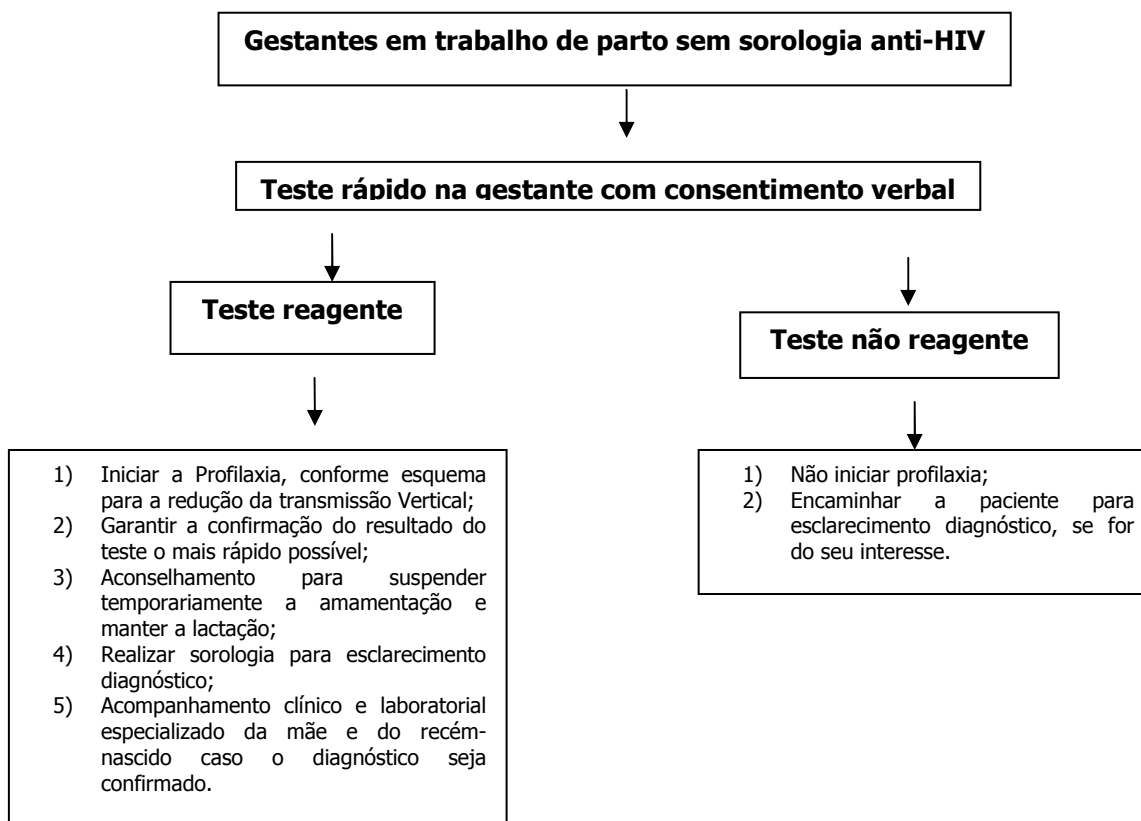 Gestantes em trabalho de parto sem sorologia anti-HIV
Teste rápido na gestante com consentimento verbal
Teste reagente
Teste não reagente
1) Iniciar a Profilaxia, conforme esquema
para a redução da transmissão Vertical;
2) Garantir a confirmação do resultado do
teste o mais rápido possível;
3) Aconselhamento para suspender
temporariamente a amamentação e
manter a lactação;
4) Realizar sorologia para esclarecimento
diagnóstico;
5) Acompanhamento clínico e laboratorial
especializado da mãe e do recém-
nascido caso o diagnóstico seja
confirmado.
1) Não iniciar profilaxia;
2) Encaminhar a paciente para
esclarecimento diagnóstico, se for
do seu interesse.